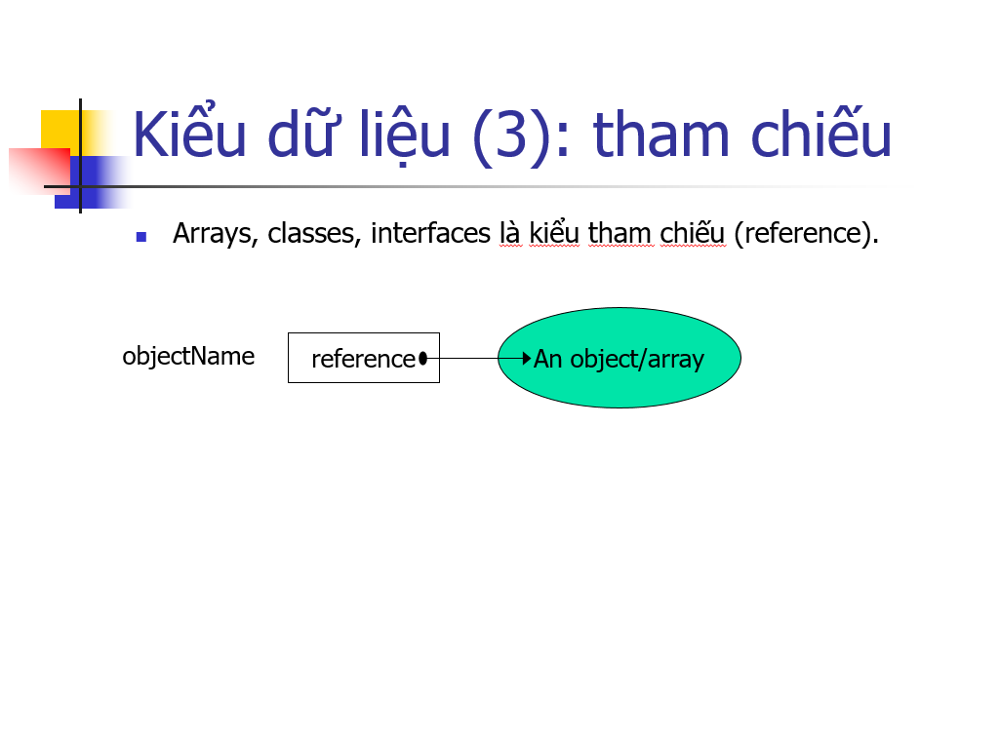 Kiểu dữ liệu (3): tham chiếu
Arrays, classes, interfaces là kiểu tham chiếu (reference).
objectName
reference
An object/array